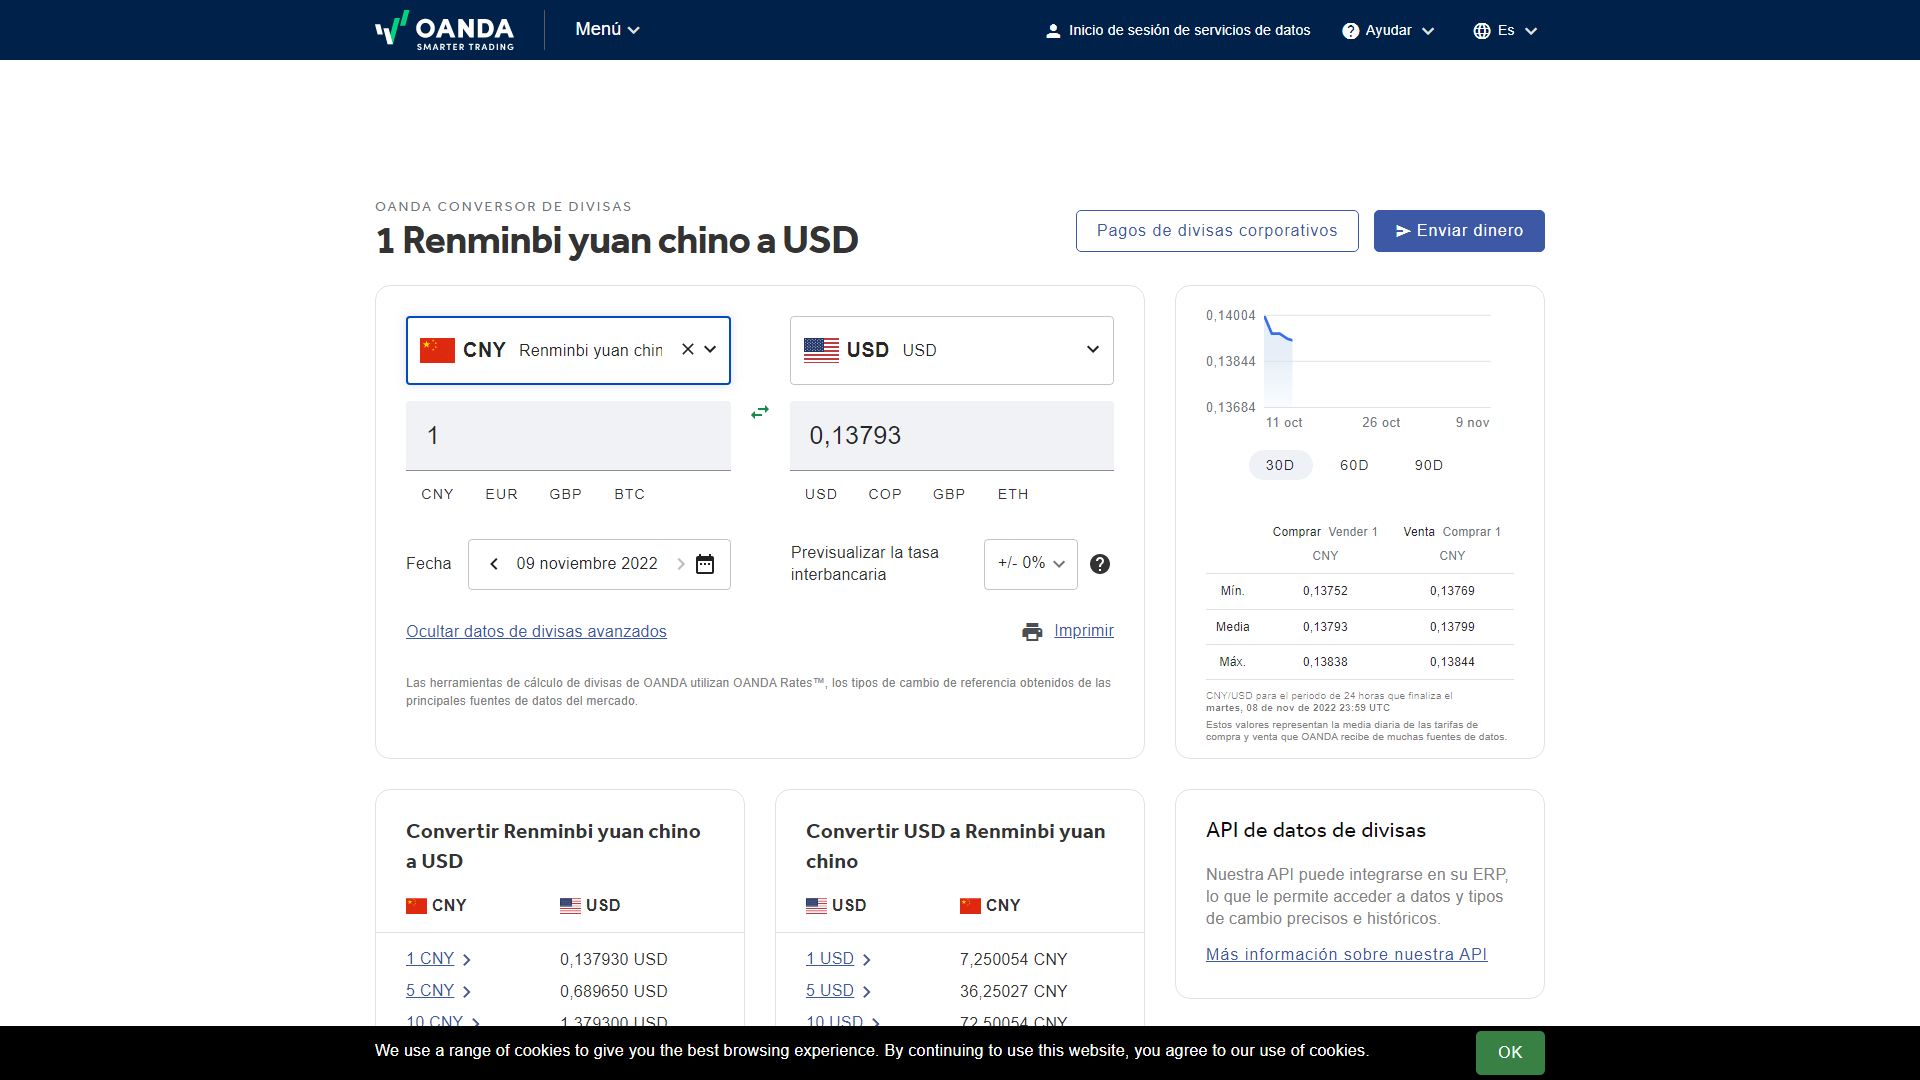 OANDA
SMARTER TRADING
Menú
Inicio de sesión de servicios de datos
Ayudar
Es
OANDA CONVERSOR DE DIVISAS
1 Renminbi yuan chino a USD
Pagos de divisas corporativos
Enviar dinero
CNY Renminbi yuan chin
USD USD
1
0,13793
CNY EUR GBP BTC
USD COP GBP ETH
Fecha
09 noviembre 2022
Previsualizar la tasa
interbancaria
+/- 0%
Ocultar datos de divisas avanzados
Imprimir
Las herramientas de cálculo de divisas de OANDA utilizan OANDA Rates™, los tipos de cambio de referencia obtenidos de las
principales fuentes de datos del mercado.
0,14004
0,13844
0,13684
11 oct 26 oct 9 nov
30D 60D 90D
Comprar Vender 1 Venta Comprar 1
CNY CNY
Mín. 0,13752 0,13769
Media 0,13793 0,13799
Máx. 0,13838 0,13844
CNY/USD para el periodo de 24 horas que finaliza el
martes, 08 de nov de 2022 23:59 UTC
Estos valores representan la media diaria de las tarifas de
compra y venta que OANDA recibe de muchas fuentes de datos.
Convertir Renminbi yuan chino
a USD
CNY USD
1 CNY 0,137930 USD
5 CNY 0,689650 USD
10 CNY 1,379300 USD
Convertir USD a Renminbi yuan
chino
USD CNY
1 USD 7,250054 CNY
5 USD 36,25027 CNY
10 USD 72,50054 CNY
API de datos de divisas
Nuestra API puede integrarse en su ERP,
lo que le permite acceder a datos y tipos
de cambio precisos e históricos.
Más información sobre nuestra API
We use a range of cookies to give you the best browsing experience. By continuing to use this website, you agree to our use of cookies.
OK